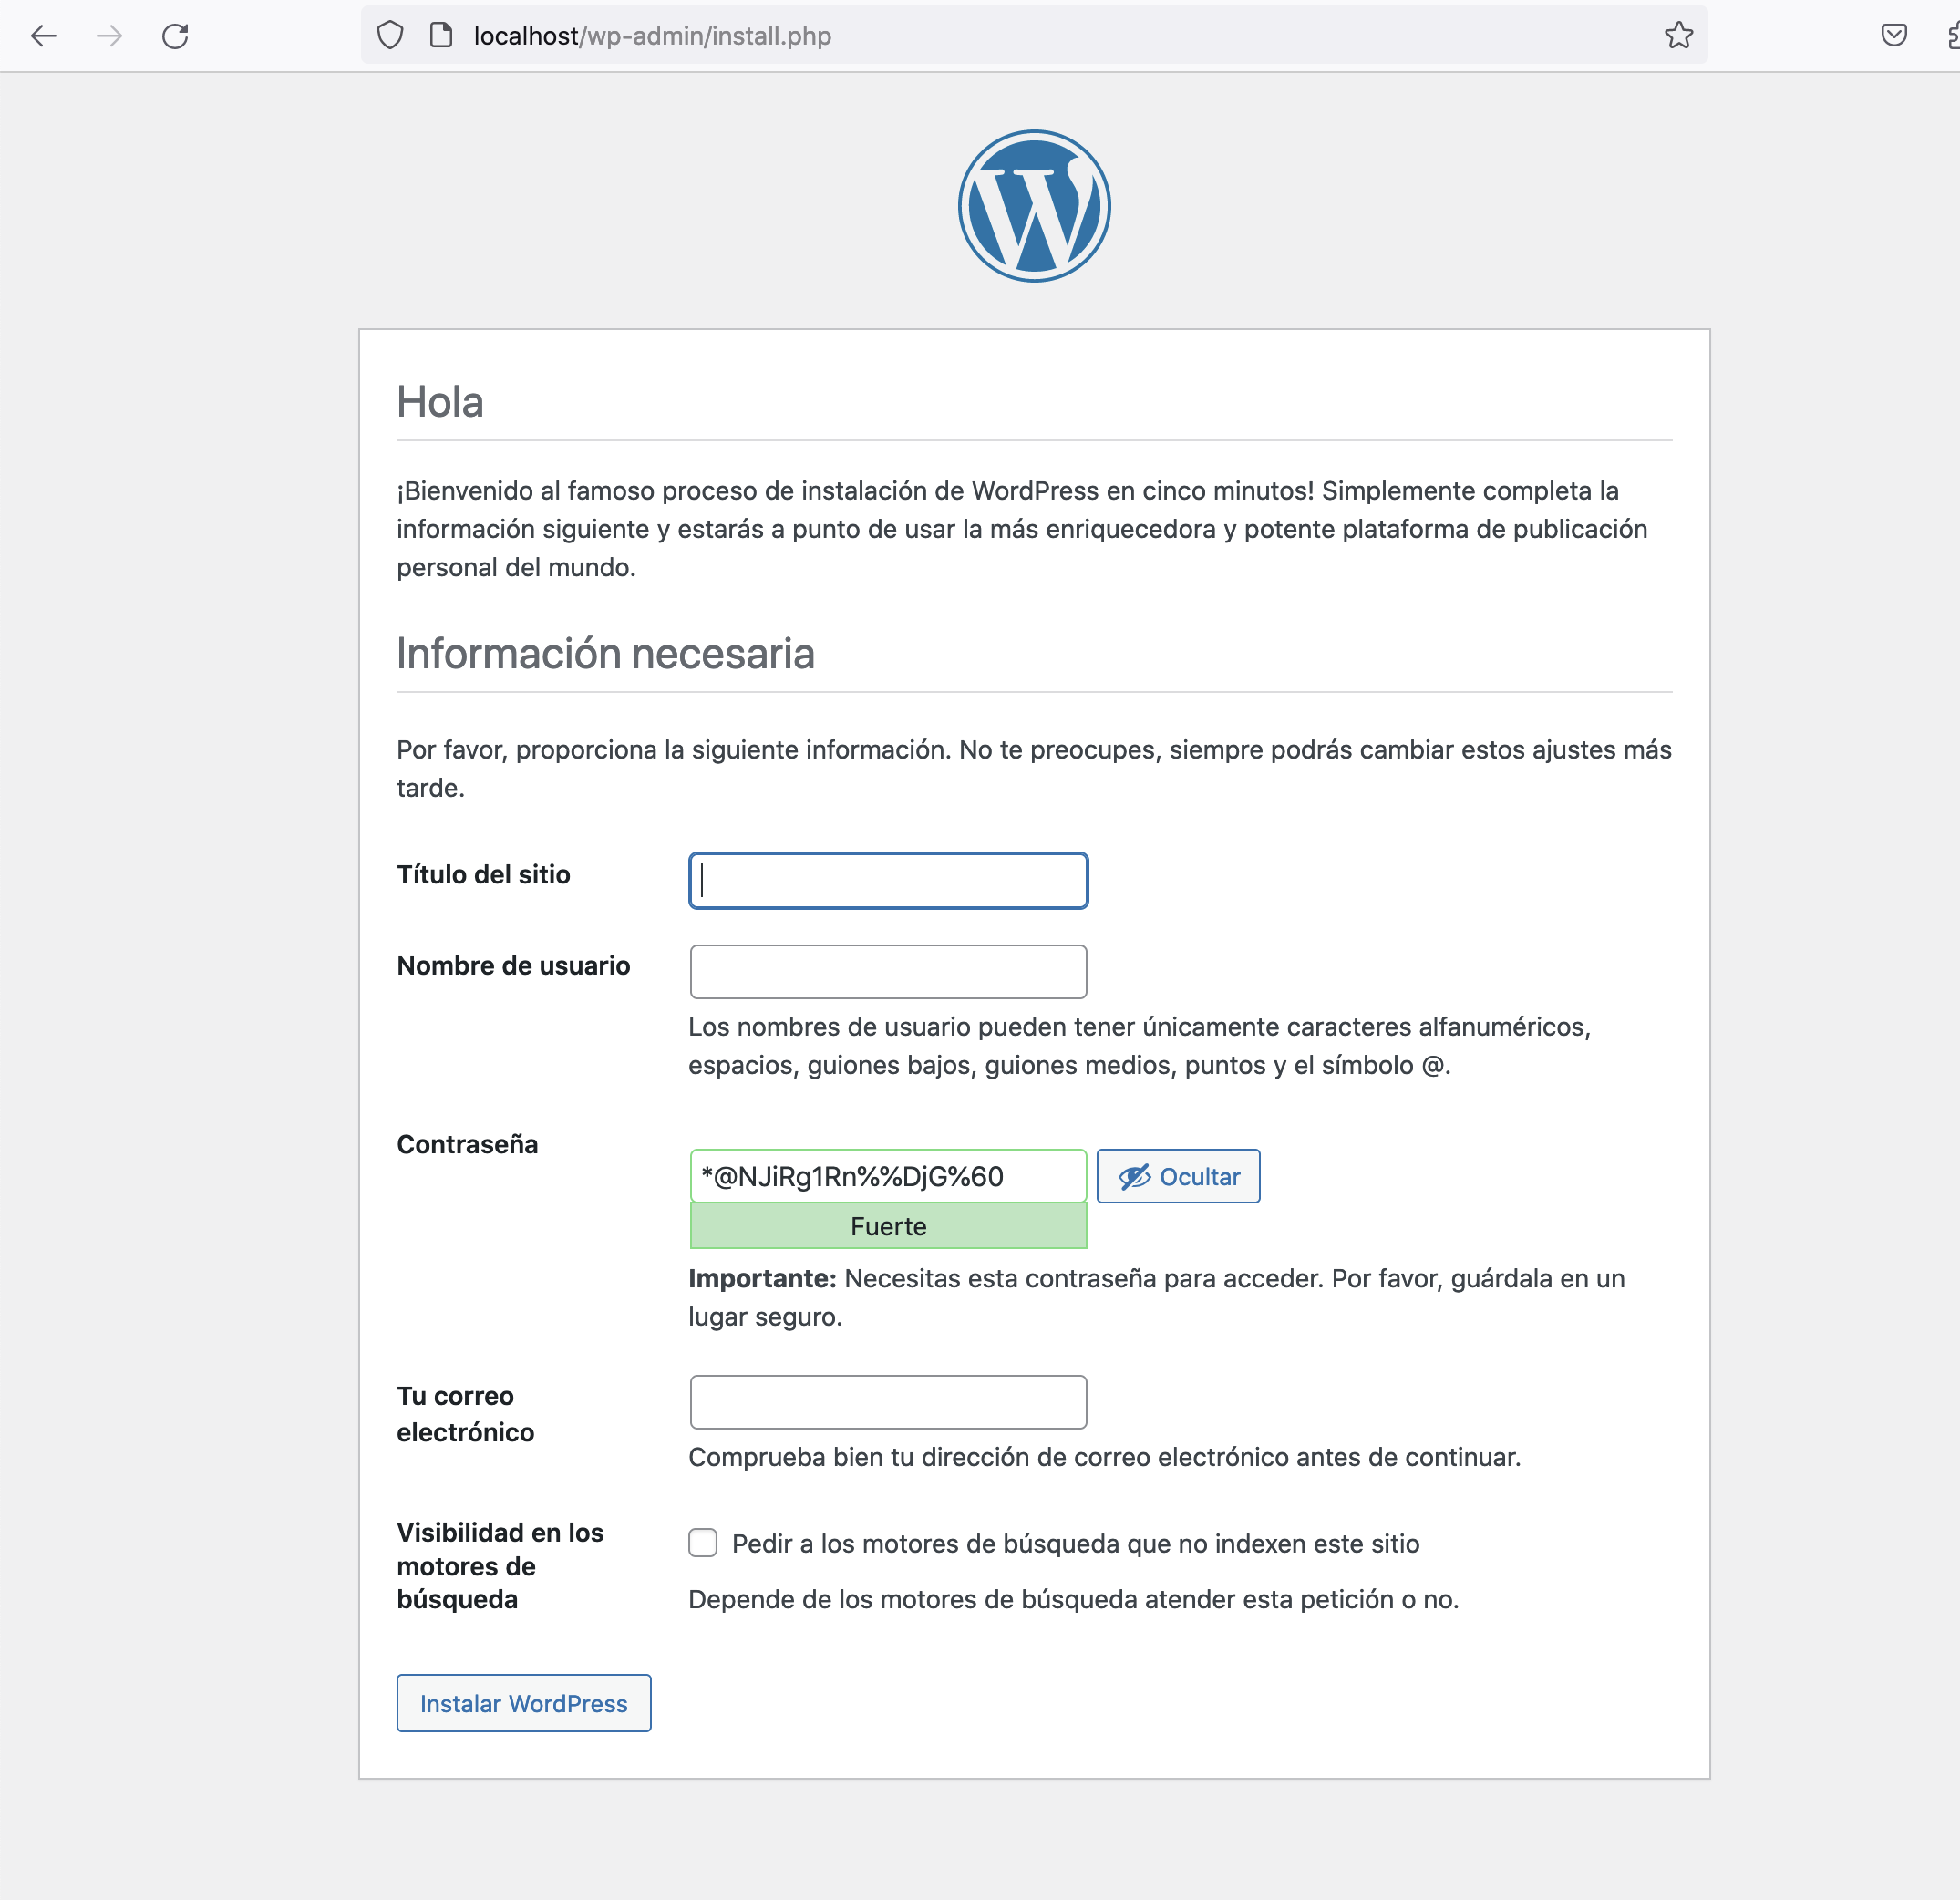 localhost/wp-admin/install.php
Hola
¡Bienvenido al famoso proceso de instalación de WordPress en cinco minutos! Simplemente completa la
información siguiente y estarás a punto de usar la más enriquecedora y potente plataforma de publicación
personal del mundo.
Información necesaria
Por favor, proporciona la siguiente información. No te preocupes, siempre podrás cambiar estos ajustes más
tarde.
Título del sitio
Nombre de usuario
Los nombres de usuario pueden tener únicamente caracteres alfanuméricos,
espacios, guiones bajos, guiones medios, puntos y el símbolo @.
Contraseña
*@NJiRg1Rn%%DjG%60
Ocultar
Fuerte
Importante: Necesitas esta contraseña para acceder. Por favor, guárdala en un
lugar seguro.
Tu correo
electrónico
Comprueba bien tu dirección de correo electrónico antes de continuar.
Visibilidad en los
motores de
búsqueda
Pedir a los motores de búsqueda que no indexen este sitio
Depende de los motores de búsqueda atender esta petición o no.
Instalar WordPress